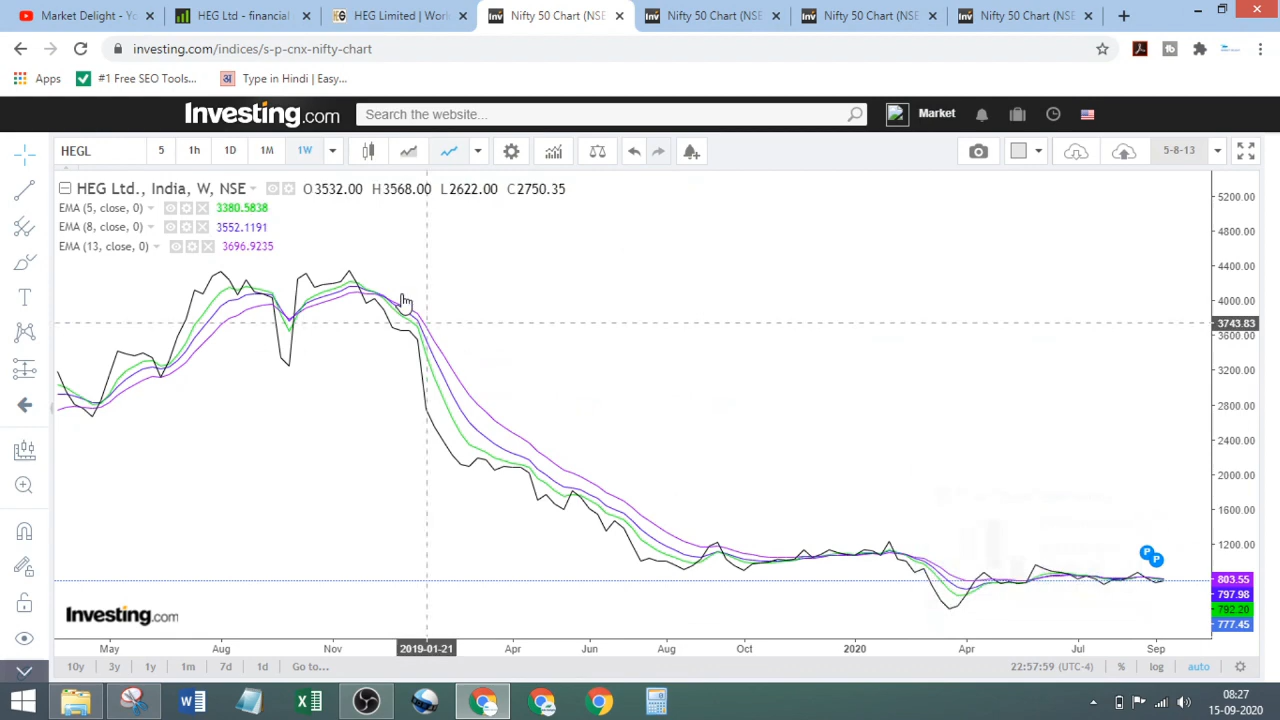 Market Delight - Yo
HEG Ltd - financial
HEG Limited | Work
Nifty 50 Chart (NSE
Nifty 50 Chart (NSE
Nifty 50 Chart (NSE
Nifty 50 Chart (NSE
investing.com/indices/s-p-cnx-nifty-chart
Apps
#1 Free SEO Tools...
अ Type in Hindi | Easy...
Investing.com
Search the website...
Market
HEGL 5 1h 1D 1M 1W
5-8-13
HEG Ltd., India, W, NSE O3532.00 H3568.00 L2622.00 C2750.35
EMA (5, close, 0) 3380.5838
EMA (8, close, 0) 3552.1191
EMA (13, close, 0) 3696.9235
5200.00
4800.00
4400.00
4000.00
3743.83
3600.00
3200.00
2800.00
2400.00
2000.00
1600.00
1200.00
P
P
803.55
797.98
792.20
777.45
Investing.com
May Aug Nov 2019-01-21 Apr Jun Aug Oct 2020 Apr Jul Sep
10y 3y 1y 1m 7d 1d Go to...
22:57:59 (UTC-4) % log auto
08:27
15-09-2020